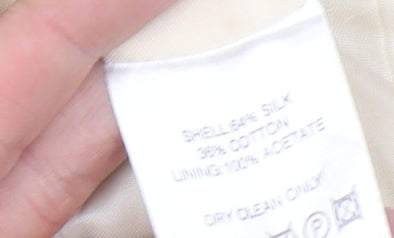 SHELL:64% SILK
36% COTTON
LINING:100% ACETATE
DRY CLEAN ONLY
P